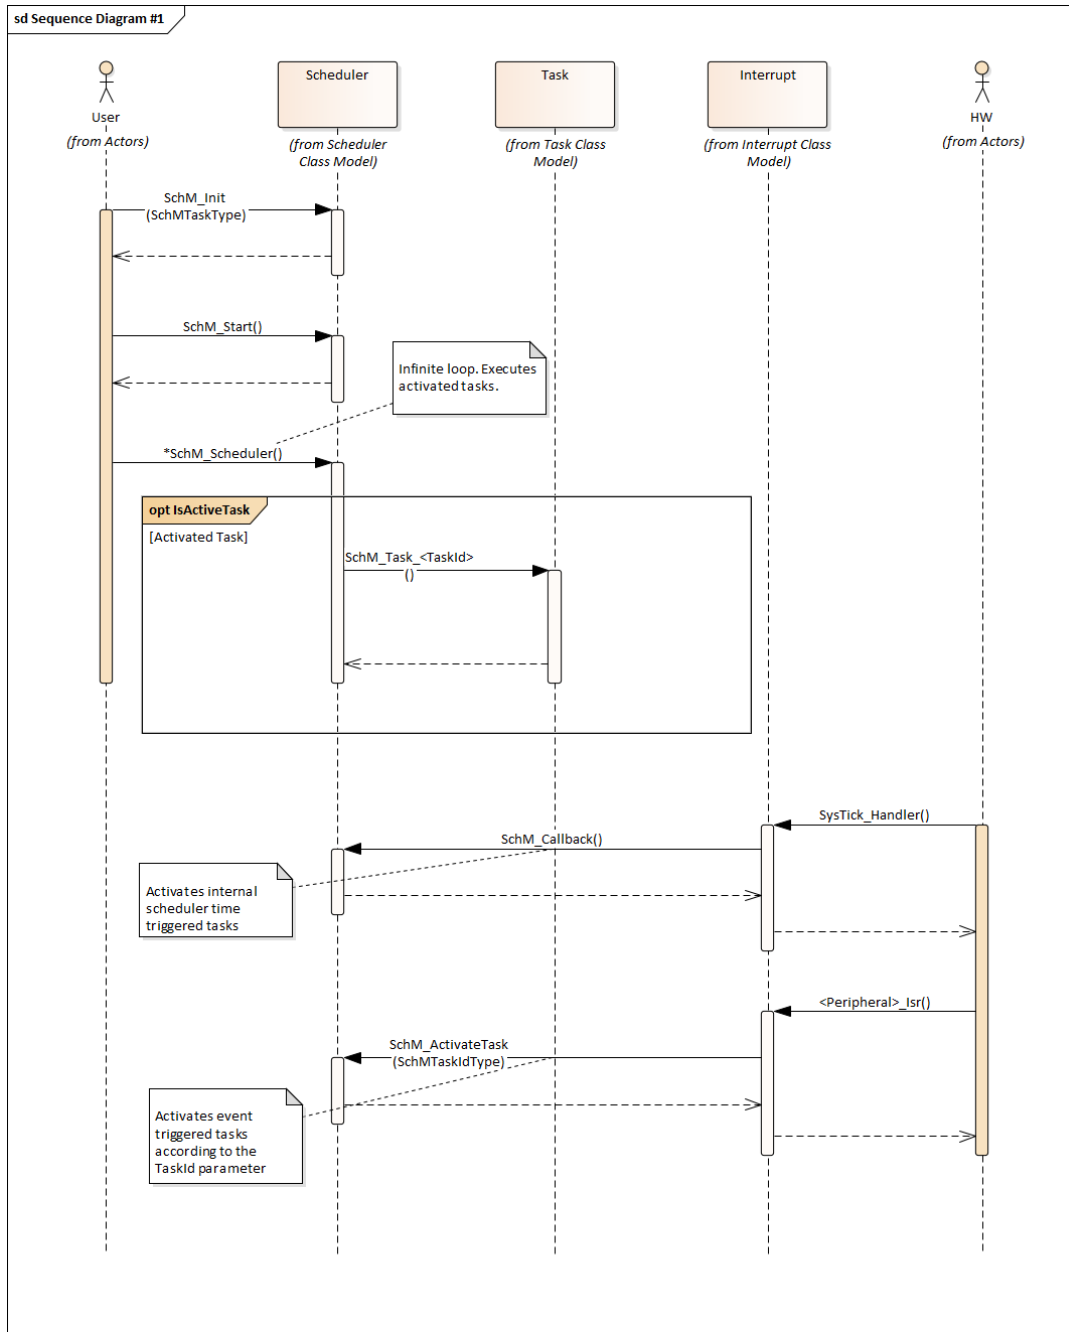 sd Sequence Diagram #1
Scheduler
Task
Interrupt
User
HW
(from Actors)
(from Scheduler
Class Model)
(from Task Class
Model)
(from Interrupt Class
Model)
(from Actors)
SchM_Init
(SchMTaskType)
SchM_Start()
Infinite loop. Executes
activated tasks.
*SchM_Scheduler()
opt IsActiveTask
[Activated Task]
SchM_Task_<TaskId>
()
SysTick_Handler()
SchM_Callback()
Activates internal
scheduler time
triggered tasks
<Peripheral>_Isr()
SchM_ActivateTask
(SchMTaskIdType)
Activates event
triggered tasks
according to the
TaskId parameter